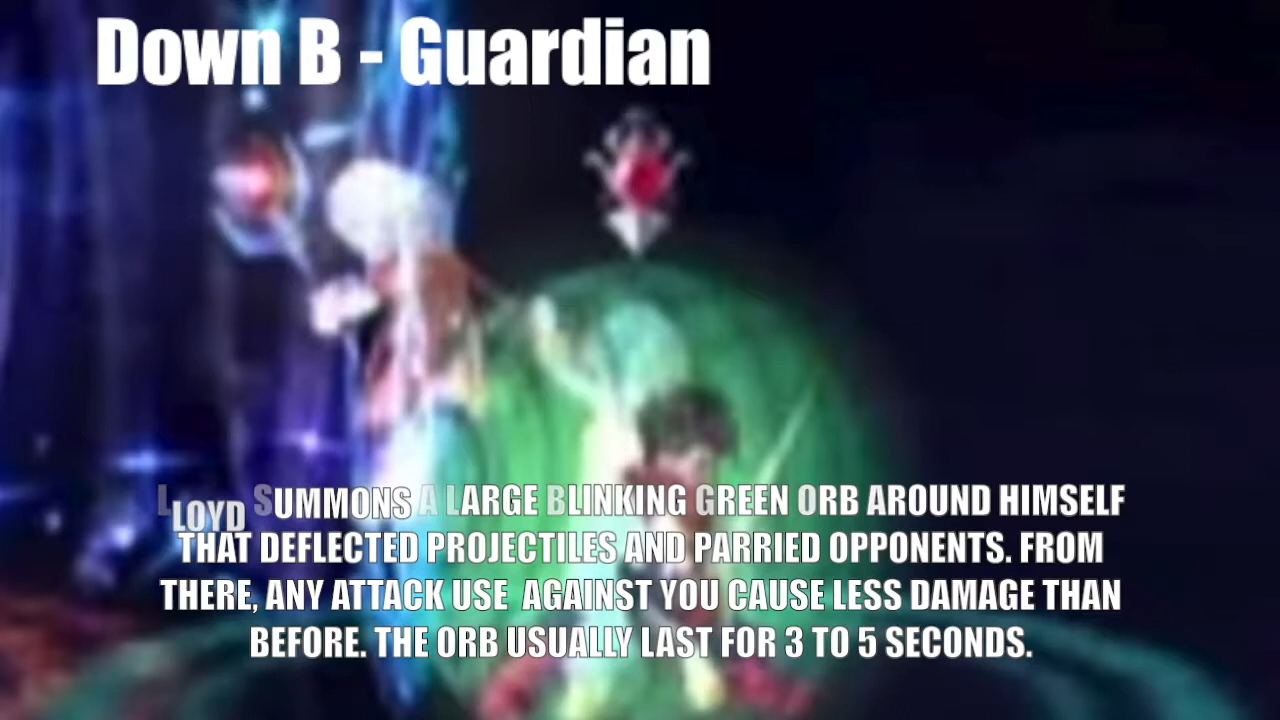 Down B - Guardian
LLOYD SUMMONS A LARGE BLINKING GREEN ORB AROUND HIMSELF
THAT DEFLECTED PROJECTILES AND PARRIED OPPONENTS. FROM
THERE, ANY ATTACK USE AGAINST YOU CAUSE LESS DAMAGE THAN
BEFORE. THE ORB USUALLY LAST FOR 3 TO 5 SECONDS.